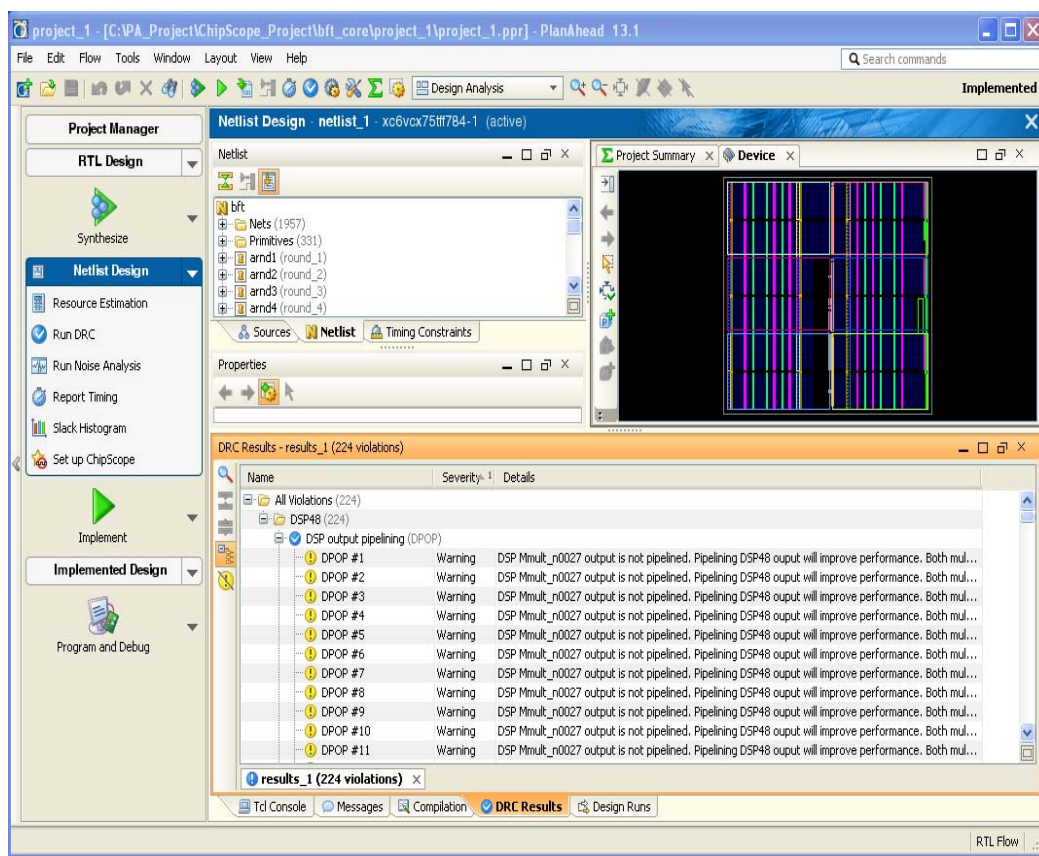 project_1 - [C:\PA_Project\ChipScope_Project\bft_core\project_1\project_1.ppr] - PlanAhead 13.1
File Edit Flow Tools Window Layout View Help
Search commands
Design Analysis
Implemented
Project Manager
RTL Design
Synthesize
Netlist Design
Resource Estimation
Run DRC
Run Noise Analysis
Report Timing
Slack Histogram
Set up ChipScope
Implement
Implemented Design
Program and Debug
Netlist Design - netlist_1 - xc6vcx75tff784-1 (active)
Netlist
bft
Nets (1957)
Primitives (331)
arnd1 (round_1)
arnd2 (round_2)
arnd3 (round_3)
arnd4 (round_4)
Sources Netlist Timing Constraints
Properties
Project Summary Device
DRC Results - results_1 (224 violations)
Name Severity 1 Details
All Violations (224)
DSP48 (224)
DSP output pipelining (DPOP)
DPOP #1 Warning DSP Mmult_n0027 output is not pipelined. Pipelining DSP48 ouput will improve performance. Both mul...
DPOP #2 Warning DSP Mmult_n0027 output is not pipelined. Pipelining DSP48 ouput will improve performance. Both mul...
DPOP #3 Warning DSP Mmult_n0027 output is not pipelined. Pipelining DSP48 ouput will improve performance. Both mul...
DPOP #4 Warning DSP Mmult_n0027 output is not pipelined. Pipelining DSP48 ouput will improve performance. Both mul...
DPOP #5 Warning DSP Mmult_n0027 output is not pipelined. Pipelining DSP48 ouput will improve performance. Both mul...
DPOP #6 Warning DSP Mmult_n0027 output is not pipelined. Pipelining DSP48 ouput will improve performance. Both mul...
DPOP #7 Warning DSP Mmult_n0027 output is not pipelined. Pipelining DSP48 ouput will improve performance. Both mul...
DPOP #8 Warning DSP Mmult_n0027 output is not pipelined. Pipelining DSP48 ouput will improve performance. Both mul...
DPOP #9 Warning DSP Mmult_n0027 output is not pipelined. Pipelining DSP48 ouput will improve performance. Both mul...
DPOP #10 Warning DSP Mmult_n0027 output is not pipelined. Pipelining DSP48 ouput will improve performance. Both mul...
DPOP #11 Warning DSP Mmult_n0027 output is not pipelined. Pipelining DSP48 ouput will improve performance. Both mul...
results_1 (224 violations)
Tcl Console Messages Compilation DRC Results Design Runs
RTL Flow